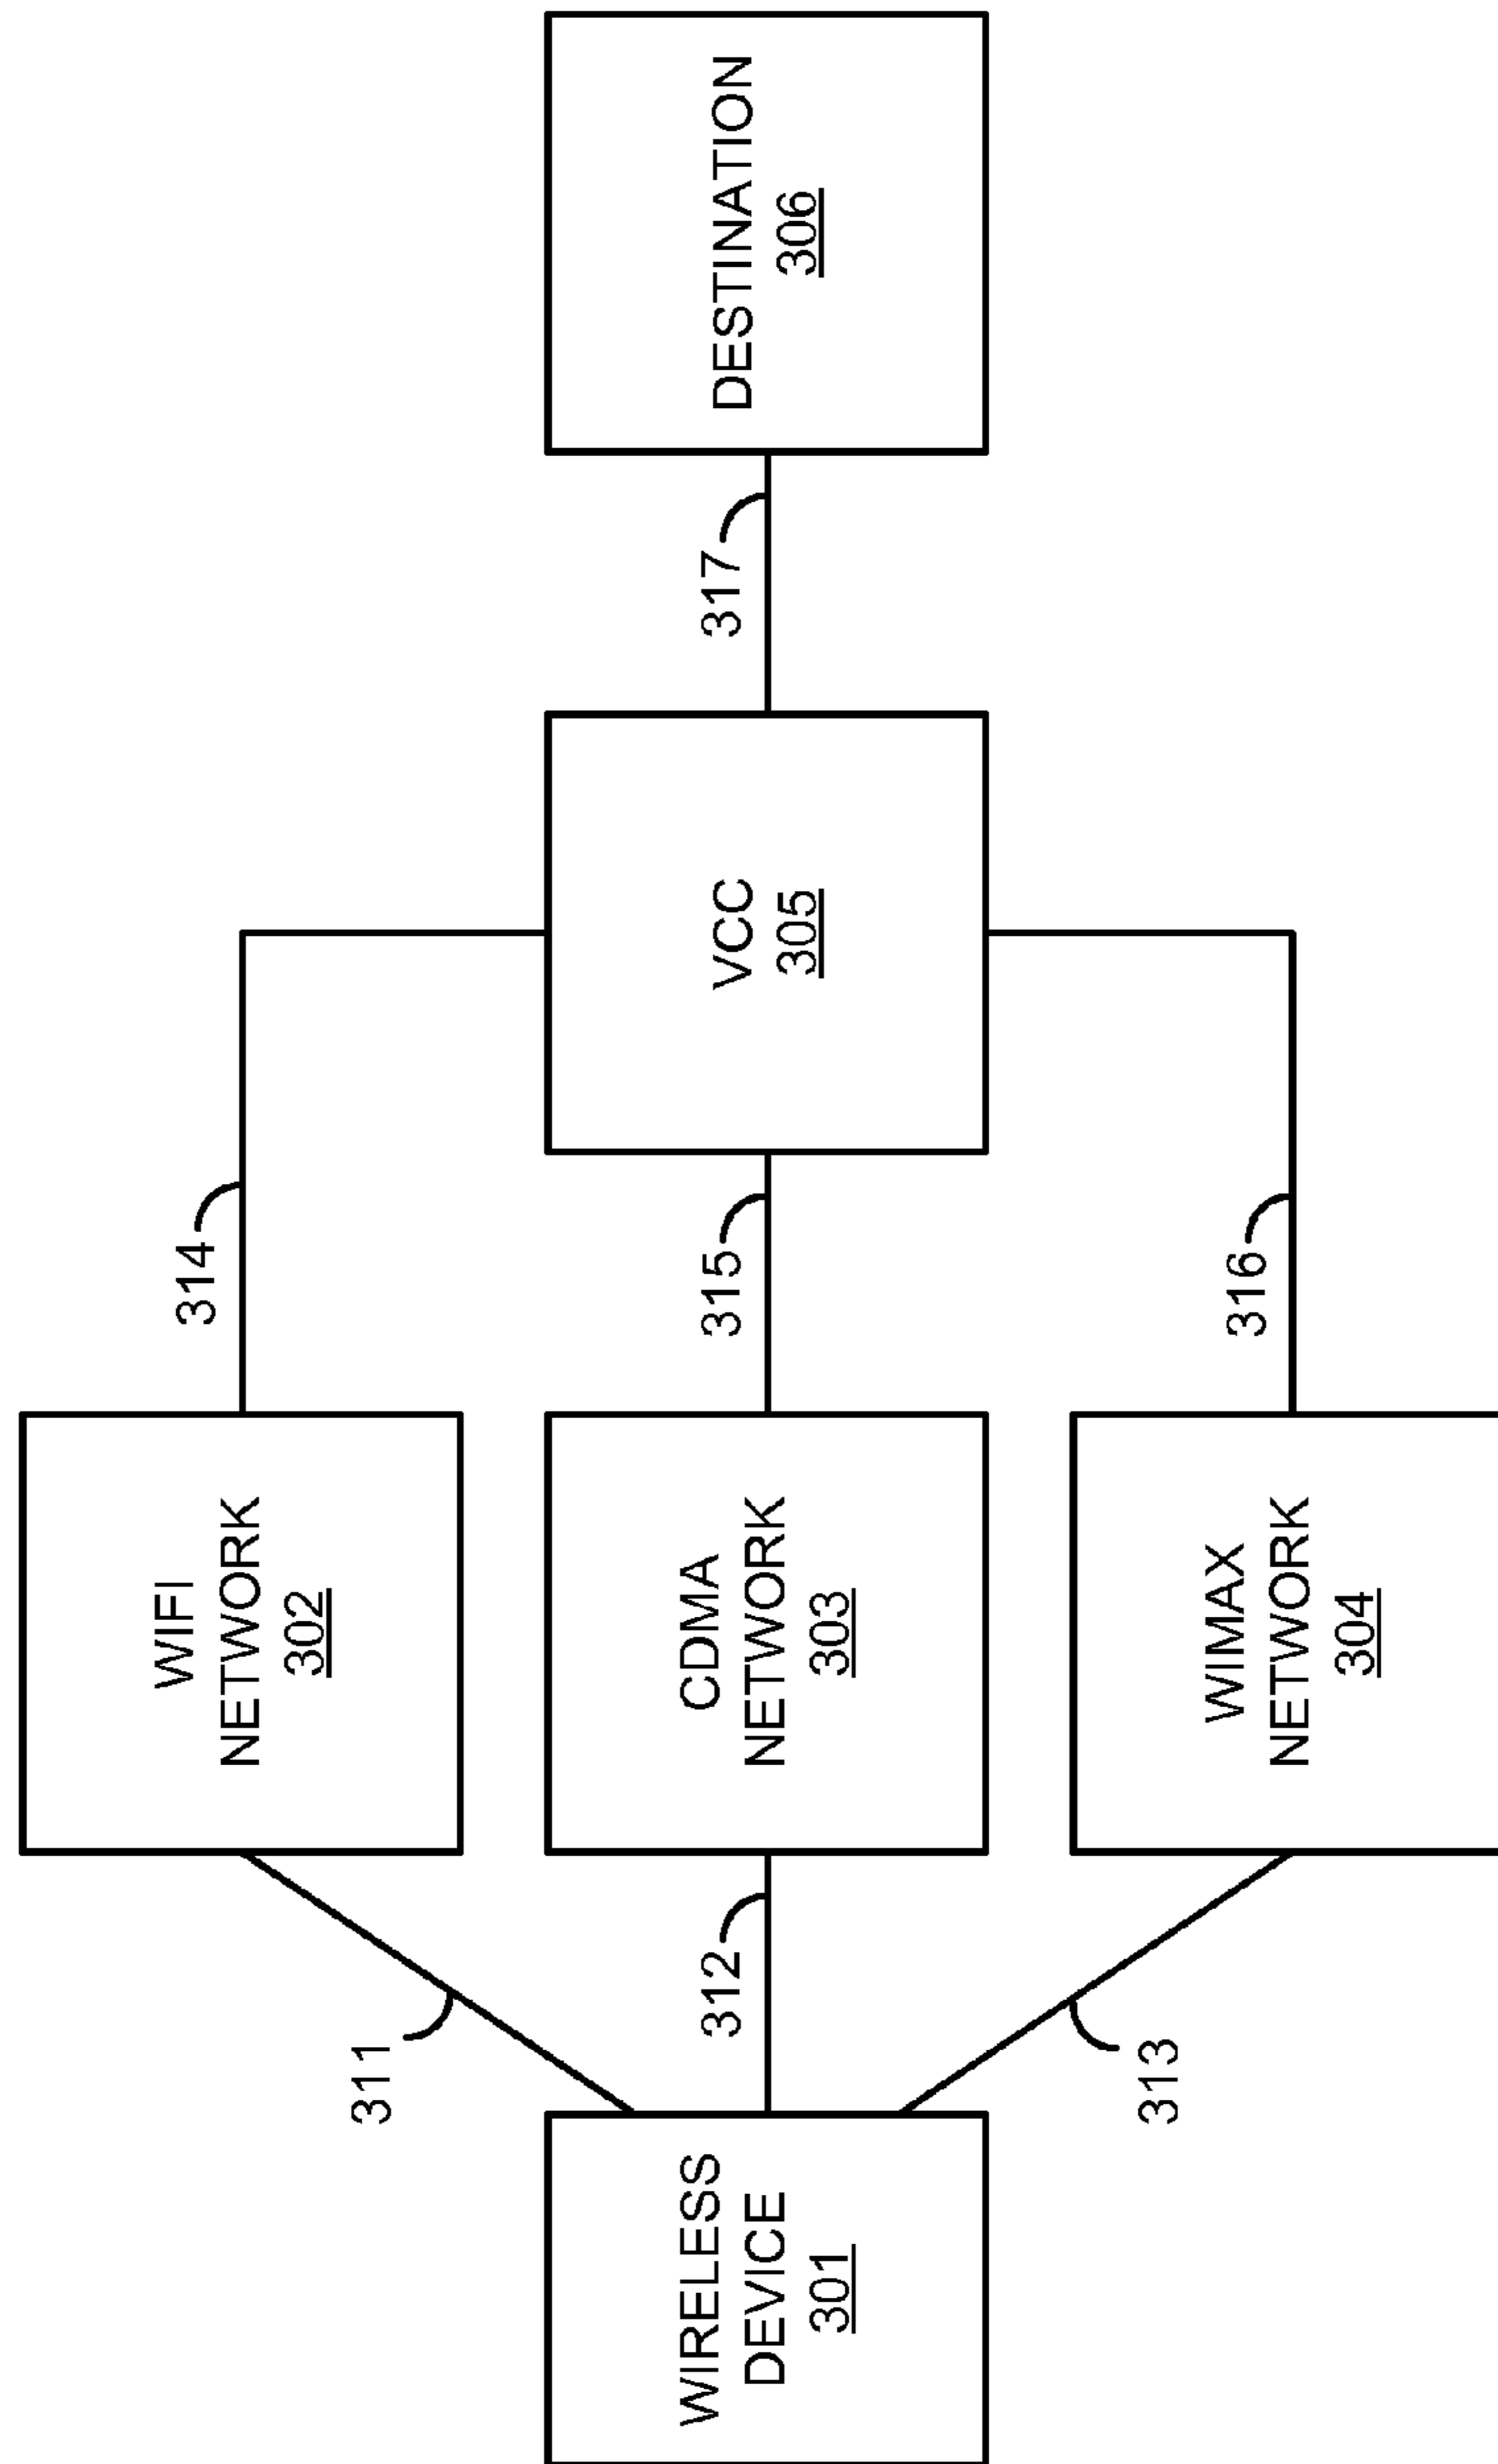 WIFI
NETWORK
302
314
311
WIRELESS
DEVICE
301
312
CDMA
NETWORK
303
315
VCC
305
317
DESTINATION
306
313
WIMAX
NETWORK
304
316